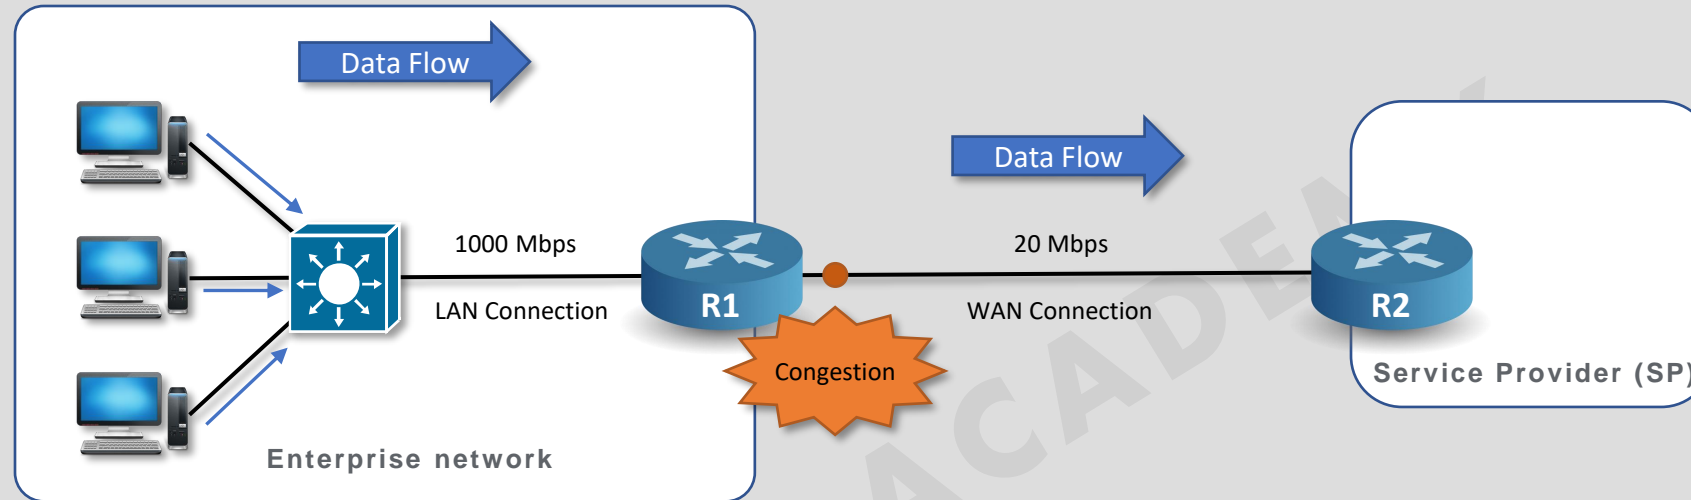 Data Flow
Data Flow
1000 Mbps
20 Mbps
R1
R2
LAN Connection
WAN Connection
Congestion
Service Provider (SP)
Enterprise network